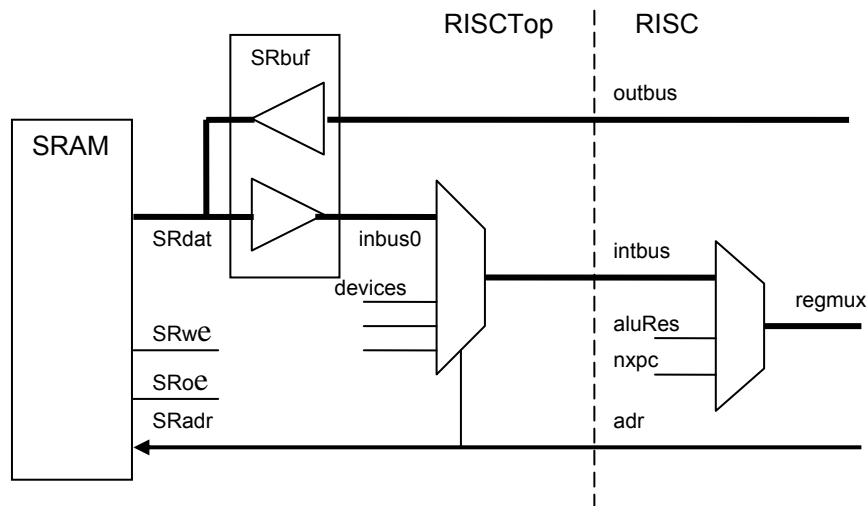 RISCTop
RISC
SRbuf
outbus
SRAM
SRdat
inbus0
intbus
devices
regmux
aluRes
SRwe
nxpc
SRoe
SRadr
adr